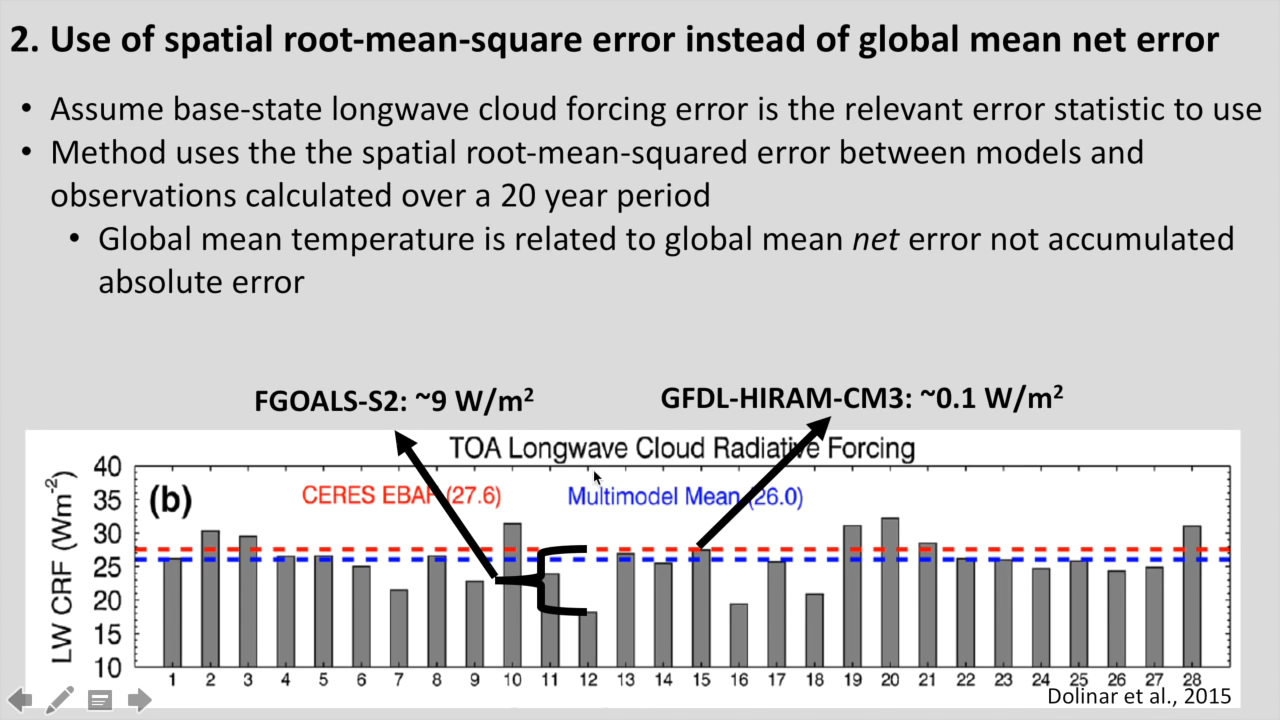 2. Use of spatial root-mean-square error instead of global mean net error
• Assume base-state longwave cloud forcing error is the relevant error statistic to use
• Method uses the the spatial root-mean-squared error between models and
observations calculated over a 20 year period
• Global mean temperature is related to global mean net error not accumulated
absolute error
FGOALS-S2: ~9 W/m²
GFDL-HIRAM-CM3: ~0.1 W/m²
TOA Longwave Cloud Radiative Forcing
LW CRF (Wm⁻²)
40
35
30
25
20
15
10
(b)
CERES EBAF (27.6)
Multimodel Mean (26.0)
1 2 3 4 5 6 7 8 9 10 11 12 13 14 15 16 17 18 19 20 21 22 23 24 25 26 27 28
Dolinar et al., 2015